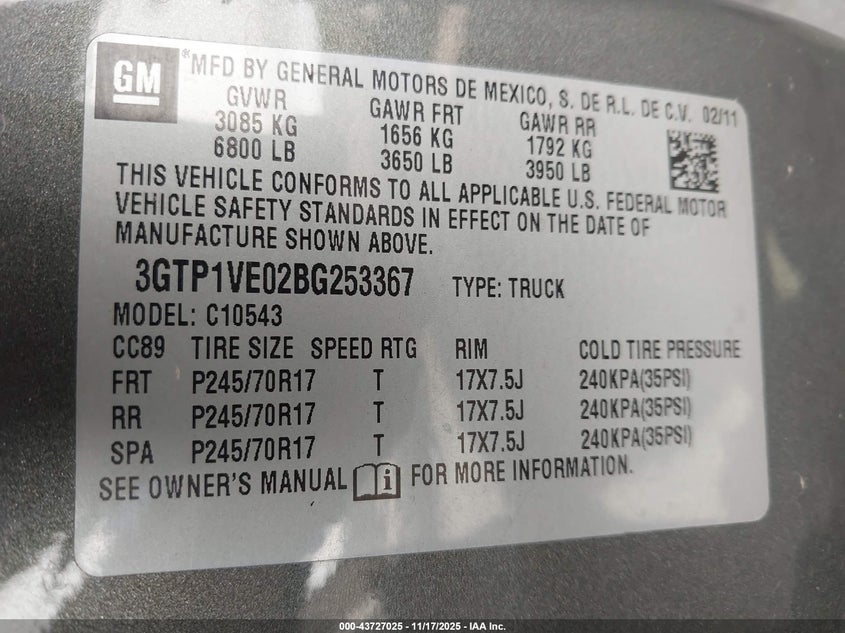 GM
*MFD BY GENERAL MOTORS DE MEXICO, S. DE R.L. DE C.V. 02/11
GVWR GAWR FRT GAWR RR
3085 KG 1656 KG 1792 KG
6800 LB 3650 LB 3950 LB
THIS VEHICLE CONFORMS TO ALL APPLICABLE U.S. FEDERAL MOTOR
VEHICLE SAFETY STANDARDS IN EFFECT ON THE DATE OF
MANUFACTURE SHOWN ABOVE.
3GTP1VE02BG253367 TYPE: TRUCK
MODEL: C10543
CC89 TIRE SIZE SPEED RTG RIM COLD TIRE PRESSURE
FRT P245/70R17 T 17X7.5J 240KPA(35PSI)
RR P245/70R17 T 17X7.5J 240KPA(35PSI)
SPA P245/70R17 T 17X7.5J 240KPA(35PSI)
SEE OWNER'S MANUAL i FOR MORE INFORMATION.
000-43727025 - 11/17/2025 - IAA Inc.